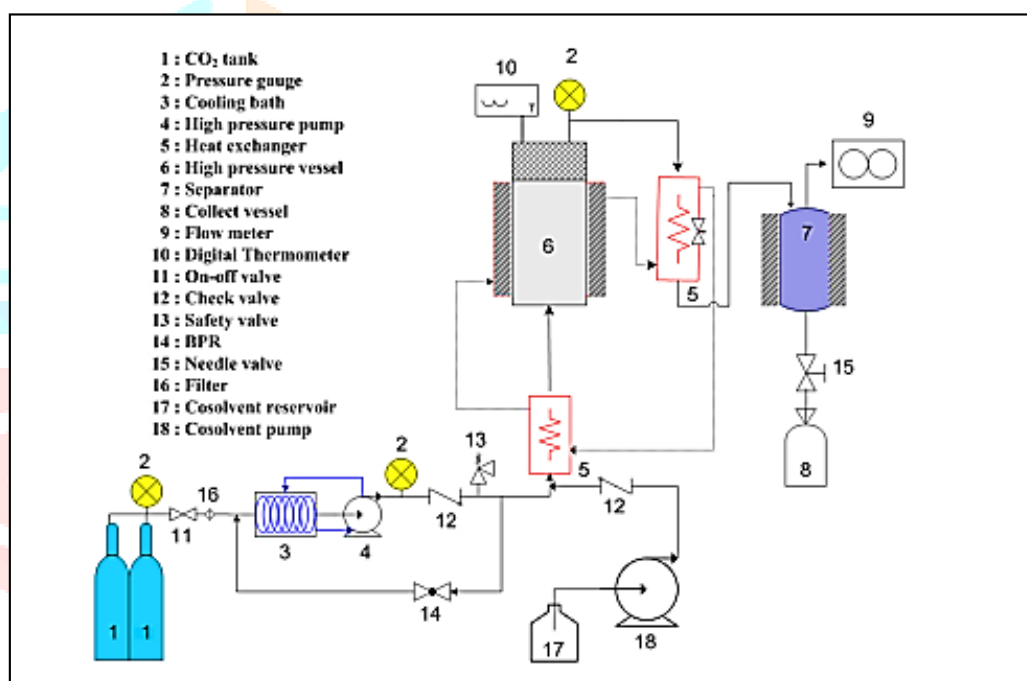 1 : CO₂ tank
2 : Pressure gauge
3 : Cooling bath
4 : High pressure pump
5 : Heat exchanger
6 : High pressure vessel
7 : Separator
8 : Collect vessel
9 : Flow meter
10 : Digital Thermometer
11 : On-off valve
12 : Check valve
13 : Safety valve
14 : BPR
15 : Needle valve
16 : Filter
17 : Cosolvent reservoir
18 : Cosolvent pump
10
2
9
T
7
6
5
15
2
2
13
8
16
5
11
3
4
12
12
14
1
1
17
18